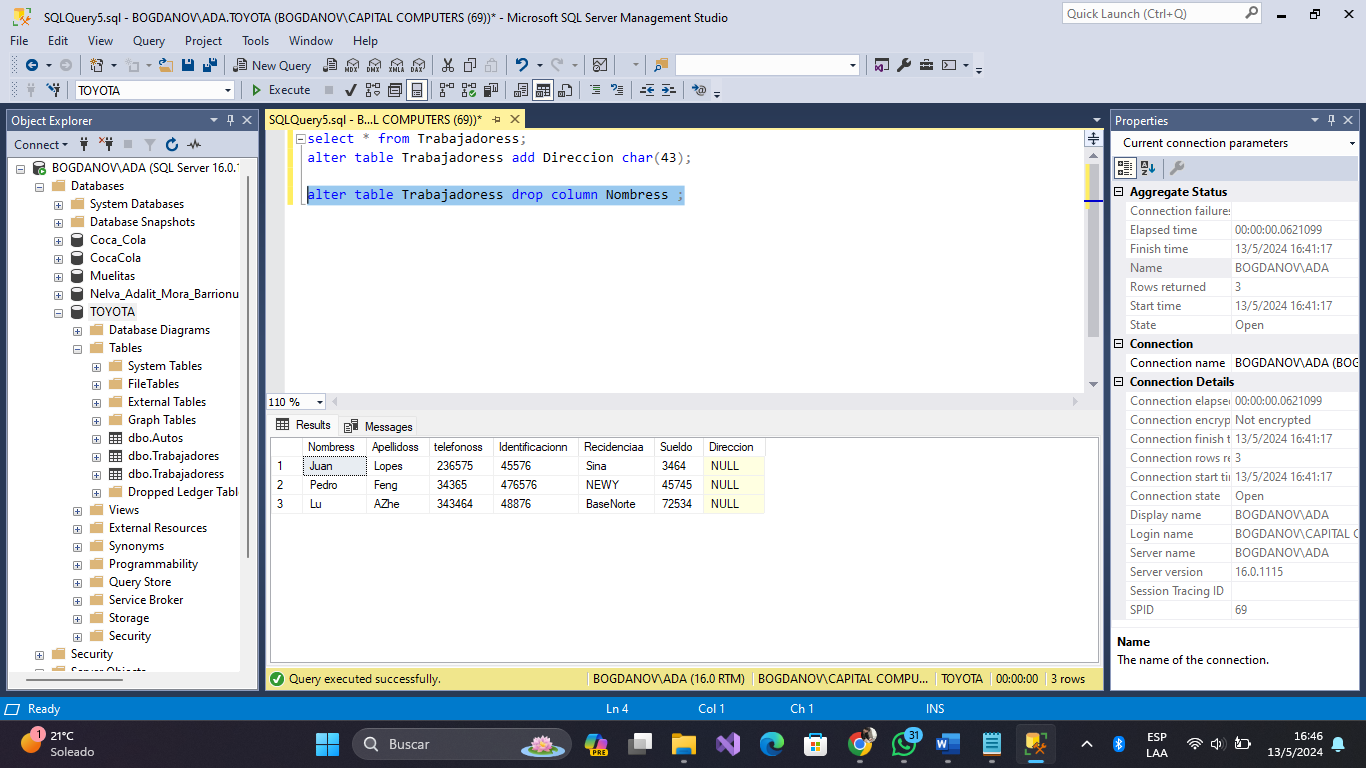 SQLQuery5.sql - BOGDANOV\ADA.TOYOTA (BOGDANOV\CAPITAL COMPUTERS (69))* - Microsoft SQL Server Management Studio
Quick Launch (Ctrl+Q)
File Edit View Query Project Tools Window Help
New Query
MDX DMX XMLA DAX
TOYOTA
Execute
Object Explorer
Connect
BOGDANOV\ADA (SQL Server 16.0.1
Databases
System Databases
Database Snapshots
Coca_Cola
CocaCola
Muelitas
Nelva_Adalit_Mora_Barrionu
TOYOTA
Database Diagrams
Tables
System Tables
FileTables
External Tables
Graph Tables
dbo.Autos
dbo.Trabajadores
dbo.Trabajadoress
Dropped Ledger Tabl
Views
External Resources
Synonyms
Programmability
Query Store
Service Broker
Storage
Security
Security
Server Objects
SQLQuery5.sql - B...L COMPUTERS (69))*
select * from Trabajadoress;
alter table Trabajadoress add Direccion char(43);
alter table Trabajadoress drop column Nombress ;
110 %
Results Messages
Nombress Apellidoss telefonoss Identificacionn Recidenciaa Sueldo Direccion
1 Juan Lopes 236575 45576 Sina 3464 NULL
2 Pedro Feng 34365 476576 NEWY 45745 NULL
3 Lu AZhe 343464 48876 BaseNorte 72534 NULL
Query executed successfully.
BOGDANOV\ADA (16.0 RTM) BOGDANOV\CAPITAL COMPU... TOYOTA 00:00:00 3 rows
Properties
Current connection parameters
Aggregate Status
Connection failures
Elapsed time 00:00:00.0621099
Finish time 13/5/2024 16:41:17
Name BOGDANOV\ADA
Rows returned 3
Start time 13/5/2024 16:41:17
State Open
Connection
Connection name BOGDANOV\ADA (BOG
Connection Details
Connection elapse 00:00:00.0621099
Connection encryp Not encrypted
Connection finish t 13/5/2024 16:41:17
Connection rows re 3
Connection start tir 13/5/2024 16:41:17
Connection state Open
Display name BOGDANOV\ADA
Login name BOGDANOV\CAPITAL C
Server name BOGDANOV\ADA
Server version 16.0.1115
Session Tracing ID
SPID 69
Name
The name of the connection.
Ready Ln 4 Col 1 Ch 1 INS
1 21°C
Soleado
Buscar
PRE
31
ESP
LAA
16:46
13/5/2024